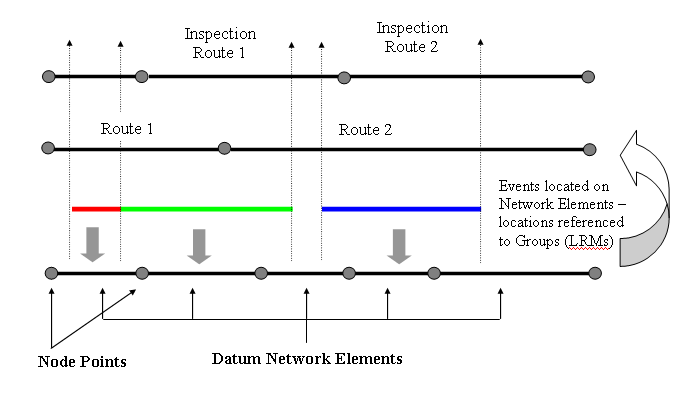 Inspection
Route 1
Inspection
Route 2
Route 1
Route 2
Events located on
Network Elements –
locations referenced
to Groups (LRMs)
Node Points
Datum Network Elements